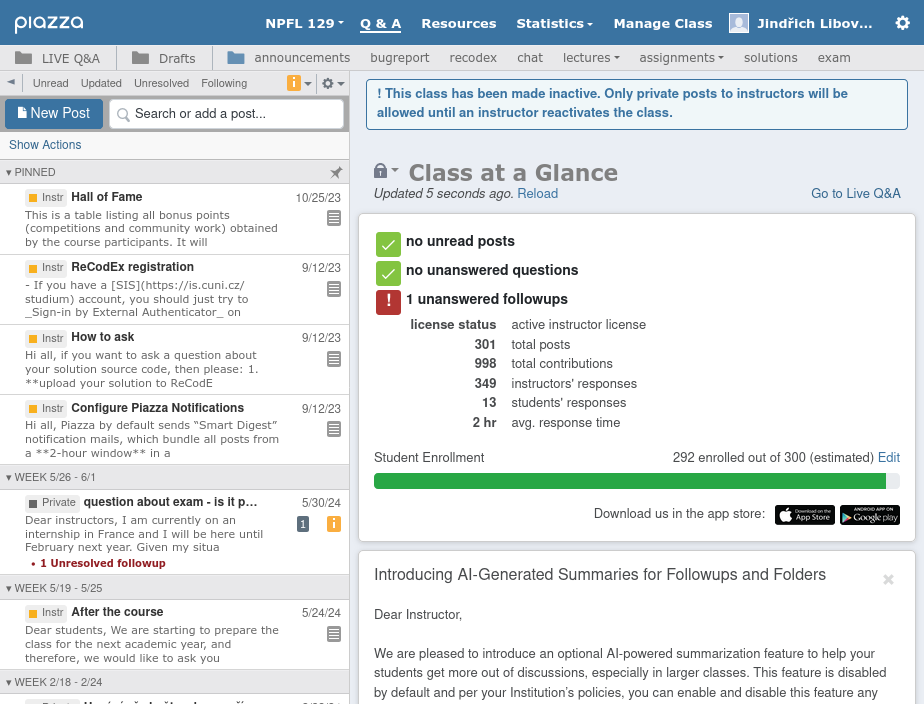 piazza
NPFL 129
Q & A
Resources
Statistics
Manage Class
Jindřich Libov...
LIVE Q&A
Drafts
announcements
bugreport
recodex
chat
lectures
assignments
solutions
exam
Unread
Updated
Unresolved
Following
New Post
Search or add a post...
Show Actions
PINNED
Instr Hall of Fame 10/25/23
This is a table listing all bonus points
(competitions and community work) obtained
by the course participants. It will
Instr ReCodEx registration 9/12/23
- If you have a [SIS](https://is.cuni.cz/
studium) account, you should just try to
_Sign-in by External Authenticator_ on
Instr How to ask 9/12/23
Hi all, if you want to ask a question about
your solution source code, then please: 1.
**upload your solution to ReCodE
Instr Configure Piazza Notifications 9/12/23
Hi all, Piazza by default sends “Smart Digest”
notification mails, which bundle all posts from
a **2-hour window** in a
WEEK 5/26 - 6/1
Private question about exam - is it p... 5/30/24
Dear instructors, I am currently on an
internship in France and I will be here until
February next year. Given my situa
1 i
• 1 Unresolved followup
WEEK 5/19 - 5/25
Instr After the course 5/24/24
Dear students, We are starting to prepare the
class for the next academic year, and
therefore, we would like to ask you
WEEK 2/18 - 2/24
! This class has been made inactive. Only private posts to instructors will be
allowed until an instructor reactivates the class.
Class at a Glance
Updated 5 seconds ago. Reload
Go to Live Q&A
no unread posts
no unanswered questions
! 1 unanswered followups
license status active instructor license
301 total posts
998 total contributions
349 instructors' responses
13 students' responses
2 hr avg. response time
Student Enrollment 292 enrolled out of 300 (estimated) Edit
Download us in the app store:
Download on the
App Store
ANDROID APP ON
Google play
Introducing AI-Generated Summaries for Followups and Folders
Dear Instructor,
We are pleased to introduce an optional AI-powered summarization feature to help your
students get more out of discussions, especially in larger classes. This feature is disabled
by default and per your Institution’s policies, you can enable and disable this feature any